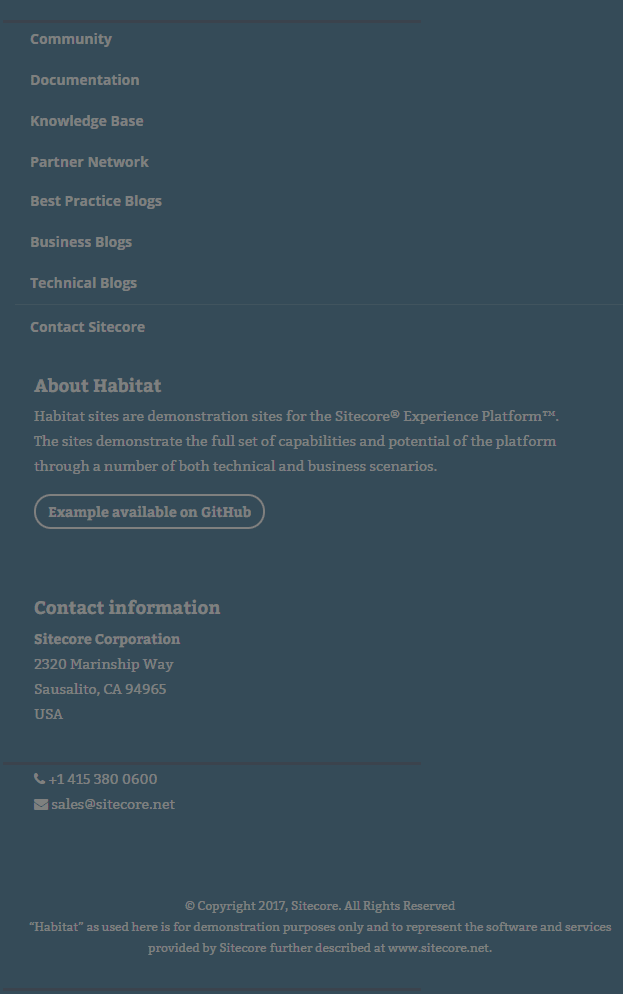 Community
Documentation
Knowledge Base
Partner Network
Best Practice Blogs
Business Blogs
Technical Blogs
Contact Sitecore
About Habitat
Habitat sites are demonstration sites for the Sitecore® Experience Platform™.
The sites demonstrate the full set of capabilities and potential of the platform
through a number of both technical and business scenarios.
Example available on GitHub
Contact information
Sitecore Corporation
2320 Marinship Way
Sausalito, CA 94965
USA
+1 415 380 0600
sales@sitecore.net
© Copyright 2017, Sitecore. All Rights Reserved
"Habitat" as used here is for demonstration purposes only and to represent the software and services
provided by Sitecore further described at www.sitecore.net.